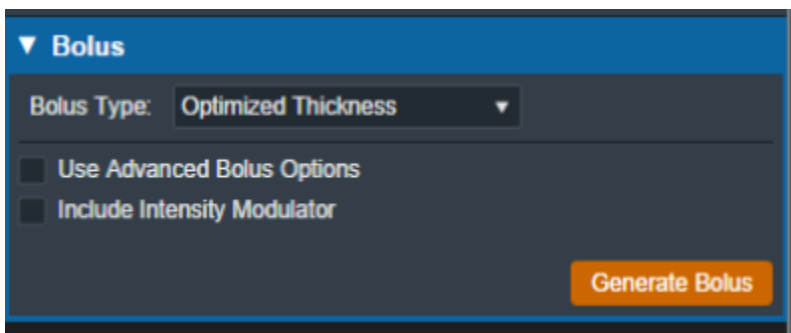 Bolus
Bolus Type: Optimized Thickness
Use Advanced Bolus Options
Include Intensity Modulator
Generate Bolus